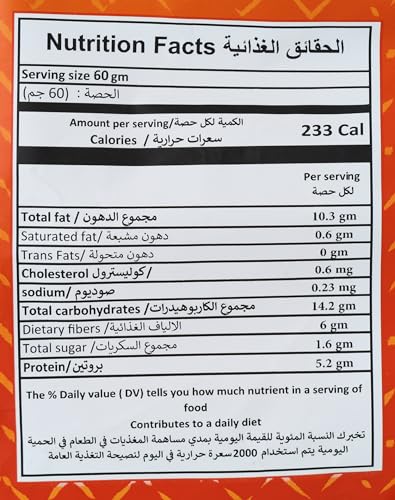 Nutrition Facts الحقائق الغذائية
Serving size 60 gm
الحصة : (60 جم)
Amount per serving/الكمية لكل حصة
Calories / سعرات حرارية 233 Cal
Per serving
لكل حصة
Total fat / مجموع الدهون 10.3 gm
Saturated fat/ دهون مشبعة 0.6 gm
Trans Fats/ دهون متحولة 0 gm
Cholesterol كوليسترول/ 0.6 mg
sodium/ صوديوم 0.23 mg
Total carbohydrates/ مجموع الكاربوهيدرات 14.2 gm
Dietary fibers /الالياف الغذائية 6 gm
Total sugar /مجموع السكريات 1.6 gm
Protein/ بروتين 5.2 gm
The % Daily value ( DV) tells you how much nutrient in a serving of
food
Contributes to a daily diet
تخبرك النسبة المئوية للقيمة اليومية بمدي مساهمة المغذيات في الطعام في الحمية
اليومية يتم استخدام 2000سعرة حرارية في اليوم لنصيحة التغذية العامة